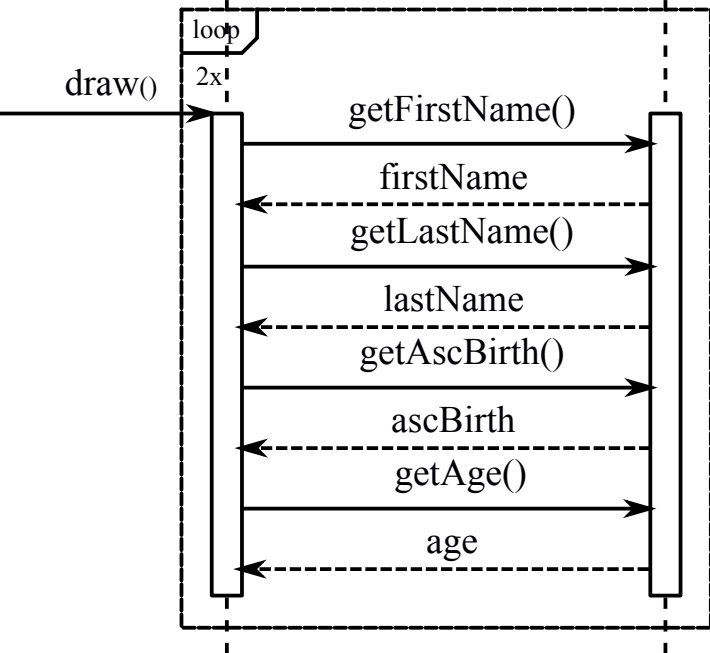 loop
2x
draw()
getFirstName()
firstName
getLastName()
lastName
getAscBirth()
ascBirth
getAge()
age